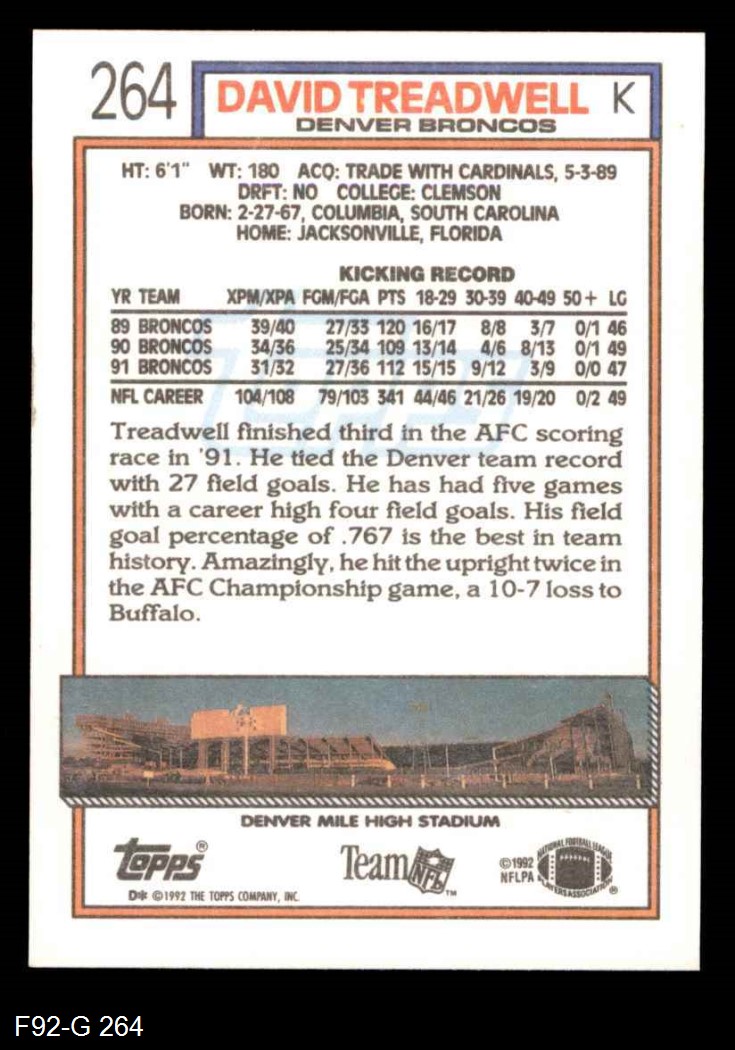 264 DAVID TREADWELL K
DENVER BRONCOS
HT: 6'1" WT: 180 ACQ: TRADE WITH CARDINALS, 5-3-89
DRFT: NO COLLEGE: CLEMSON
BORN: 2-27-67, COLUMBIA, SOUTH CAROLINA
HOME: JACKSONVILLE, FLORIDA
KICKING RECORD
YR TEAM XPM/XPA FGM/FGA PTS 18-29 30-39 40-49 50+ LG
89 BRONCOS 39/40 27/33 120 16/17 8/8 3/7 0/1 46
90 BRONCOS 34/36 25/34 109 13/14 4/6 8/13 0/1 49
91 BRONCOS 31/32 27/36 112 15/15 9/12 3/9 0/0 47
NFL CAREER 104/108 79/103 341 44/46 21/26 19/20 0/2 49
Treadwell finished third in the AFC scoring
race in '91. He tied the Denver team record
with 27 field goals. He has had five games
with a career high four field goals. His field
goal percentage of .767 is the best in team
history. Amazingly, he hit the upright twice in
the AFC Championship game, a 10-7 loss to
Buffalo.
DENVER MILE HIGH STADIUM
TOPPS®
Team NFL™
©1992
NFLPA
NATIONAL FOOTBALL LEAGUE
PLAYERS ASSOCIATION ®
D* ©1992 THE TOPPS COMPANY, INC.
F92-G 264